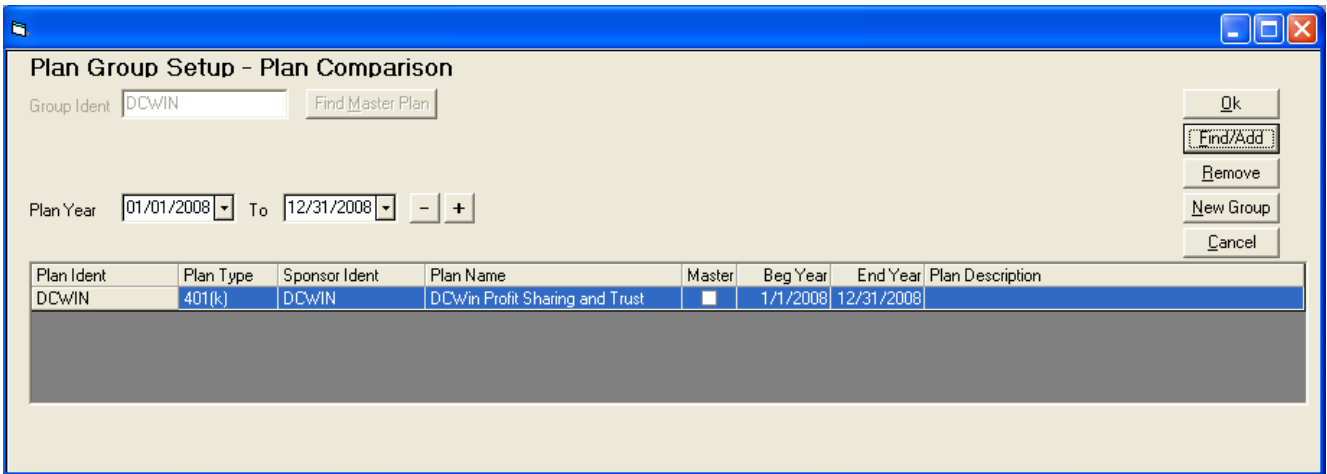 Plan Group Setup - Plan Comparison
Group Ident DCWIN Find Master Plan
Ok
Find/Add
Remove
Plan Year 01/01/2008 To 12/31/2008 - + New Group
Cancel
Plan Ident Plan Type Sponsor Ident Plan Name Master Beg Year End Year Plan Description
DCWIN 401(k) DCWIN DCWin Profit Sharing and Trust 1/1/2008 12/31/2008